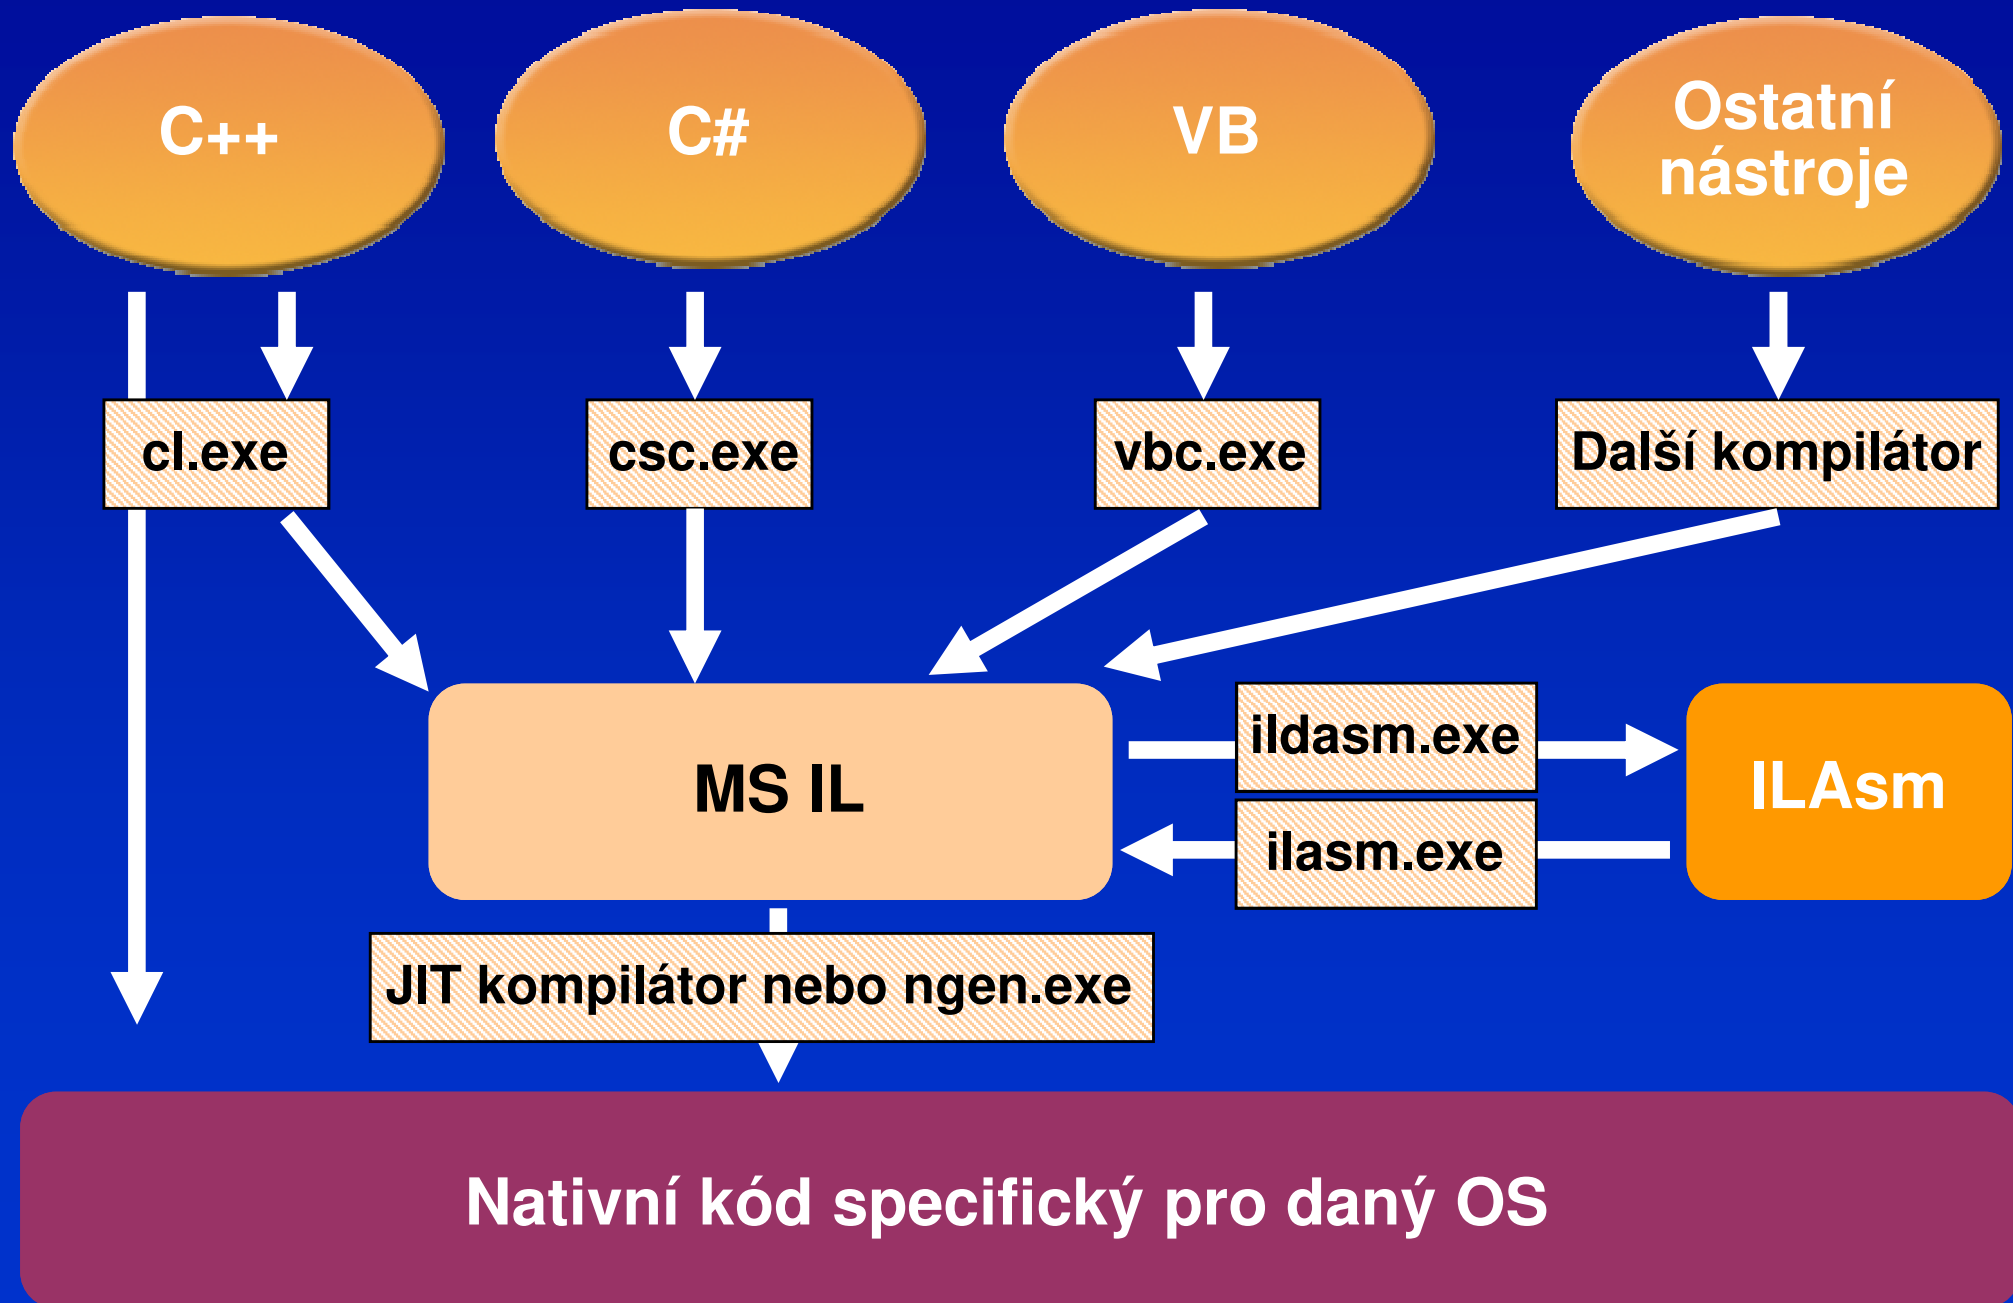 C++
C#
VB
Ostatní
nástroje
cl.exe
csc.exe
vbc.exe
Další kompilátor
MS IL
ildasm.exe
ilasm.exe
ILAsm
JIT kompilátor nebo ngen.exe
Nativní kód specifický pro daný OS